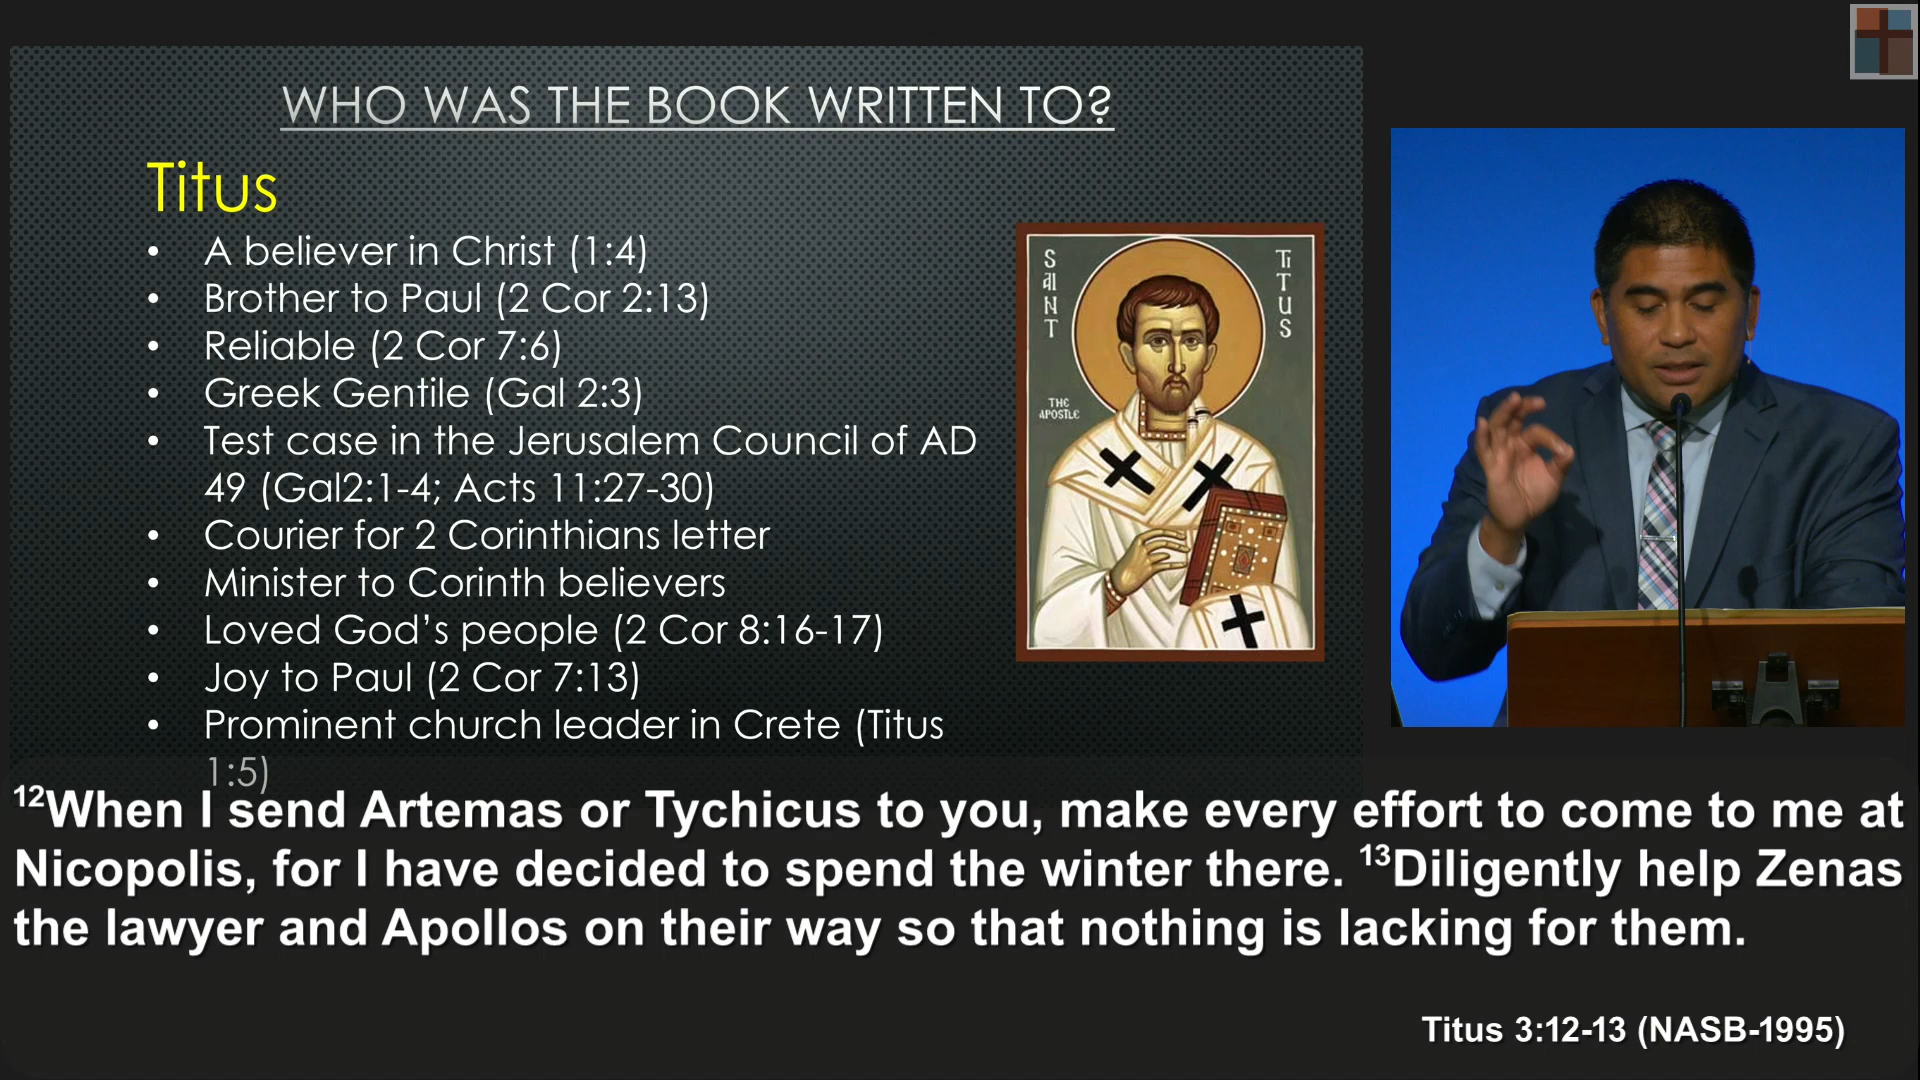 WHO WAS THE BOOK WRITTEN TO?
Titus
• A believer in Christ (1:4)
• Brother to Paul (2 Cor 2:13)
• Reliable (2 Cor 7:6)
• Greek Gentile (Gal 2:3)
• Test case in the Jerusalem Council of AD
49 (Gal2:1-4; Acts 11:27-30)
• Courier for 2 Corinthians letter
• Minister to Corinth believers
• Loved God’s people (2 Cor 8:16-17)
• Joy to Paul (2 Cor 7:13)
• Prominent church leader in Crete (Titus
1:5)
SAINT
TiTUS
THE
APOSTLE
12When I send Artemas or Tychicus to you, make every effort to come to me at
Nicopolis, for I have decided to spend the winter there. 13Diligently help Zenas
the lawyer and Apollos on their way so that nothing is lacking for them.
Titus 3:12-13 (NASB-1995)